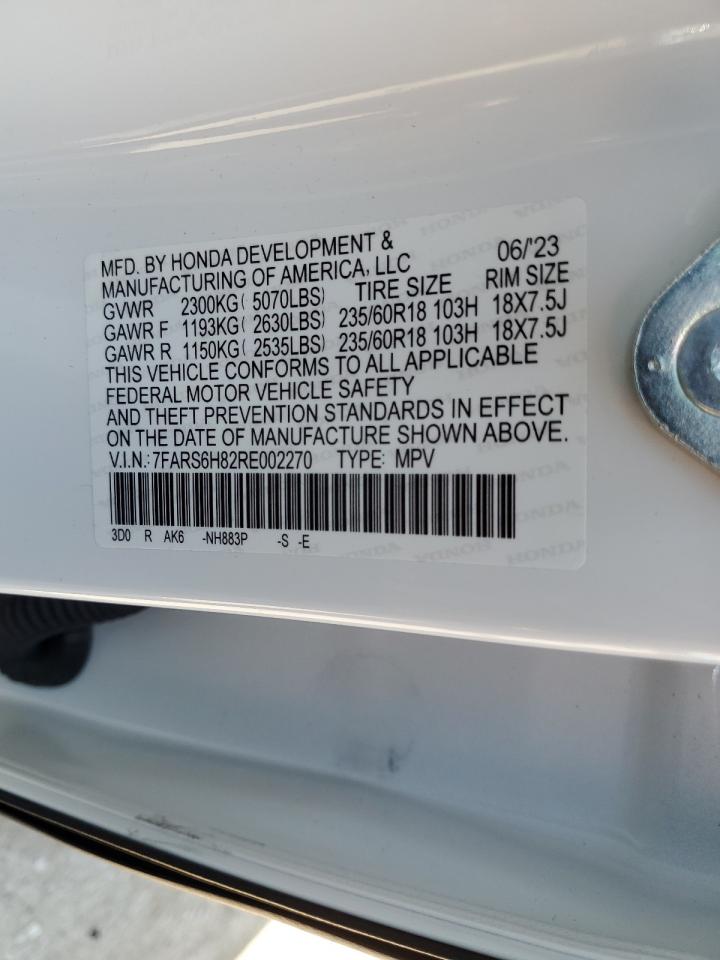 MFD. BY HONDA DEVELOPMENT & 06/'23
MANUFACTURING OF AMERICA, LLC
GVWR 2300KG( 5070LBS) TIRE SIZE RIM SIZE
GAWR F 1193KG( 2630LBS) 235/60R18 103H 18X7.5J
GAWR R 1150KG( 2535LBS) 235/60R18 103H 18X7.5J
THIS VEHICLE CONFORMS TO ALL APPLICABLE
FEDERAL MOTOR VEHICLE SAFETY
AND THEFT PREVENTION STANDARDS IN EFFECT
ON THE DATE OF MANUFACTURE SHOWN ABOVE.
V.I.N.:7FARS6H82RE002270 TYPE: MPV
3D0 R AK6 -NH883P -S -E